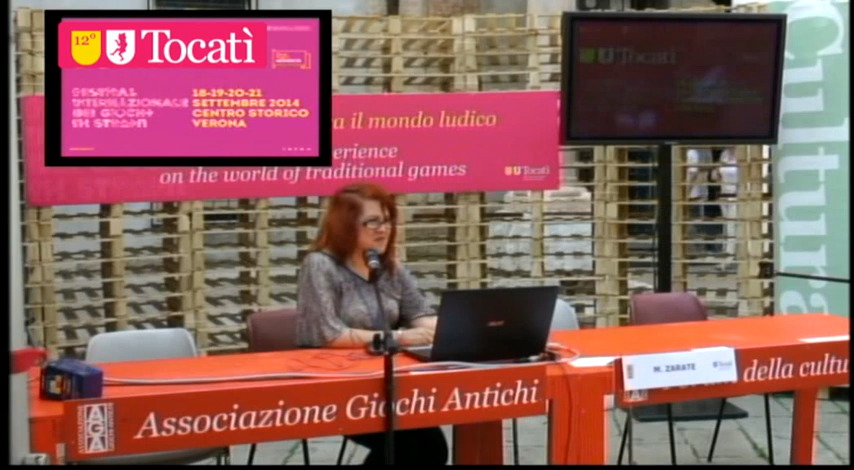 12° Tocatì
FESTIVAL
INTERNAZIONALE
DEI GIOCHI
IN STRADA
18-19-20-21
SETTEMBRE 2014
CENTRO STORICO
VERONA
a il mondo ludico
erience
on the world of traditional games
Tocatì
Tocatì
Cultura
acer
M. ZARATE
della cultu
Associazione Giochi Antichi
AGA